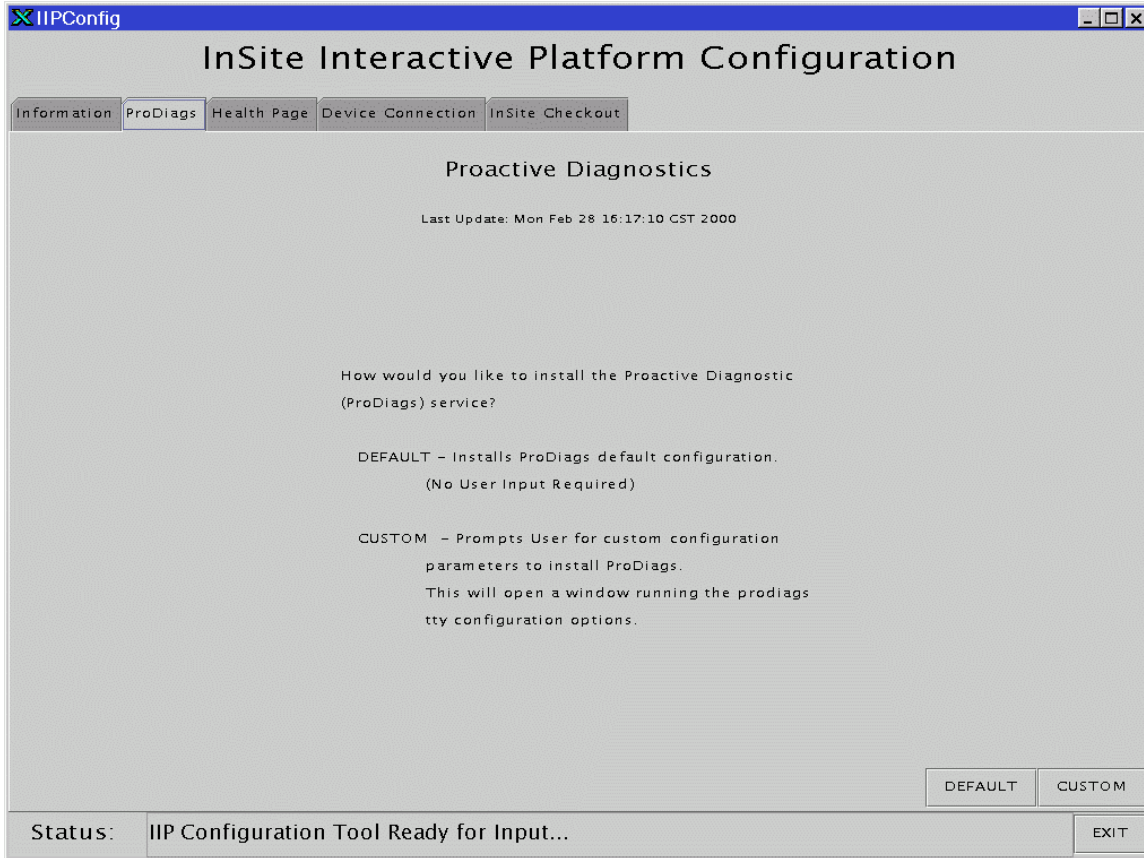 IIPConfig
InSite Interactive Platform Configuration
Information ProDiags Health Page Device Connection InSite Checkout
Proactive Diagnostics
Last Update: Mon Feb 28 16:17:10 CST 2000
How would you like to install the Proactive Diagnostic
(ProDiags) service?
DEFAULT – Installs ProDiags default configuration.
(No User Input Required)
CUSTOM – Prompts User for custom configuration
parameters to install ProDiags.
This will open a window running the prodiags
tty configuration options.
DEFAULT CUSTOM
Status: IIP Configuration Tool Ready for Input... EXIT